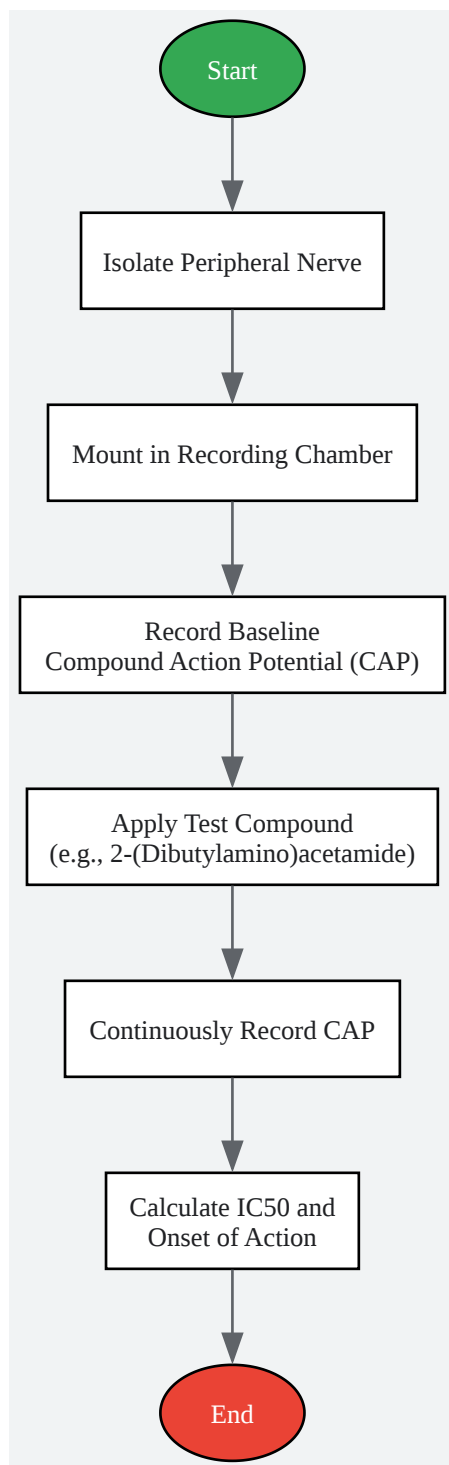 Start
Isolate Peripheral Nerve
Mount in Recording Chamber
Record Baseline
Compound Action Potential (CAP)
Apply Test Compound
(e.g., 2-(Dibutylamino)acetamide)
Continuously Record CAP
Calculate IC50 and
Onset of Action
End